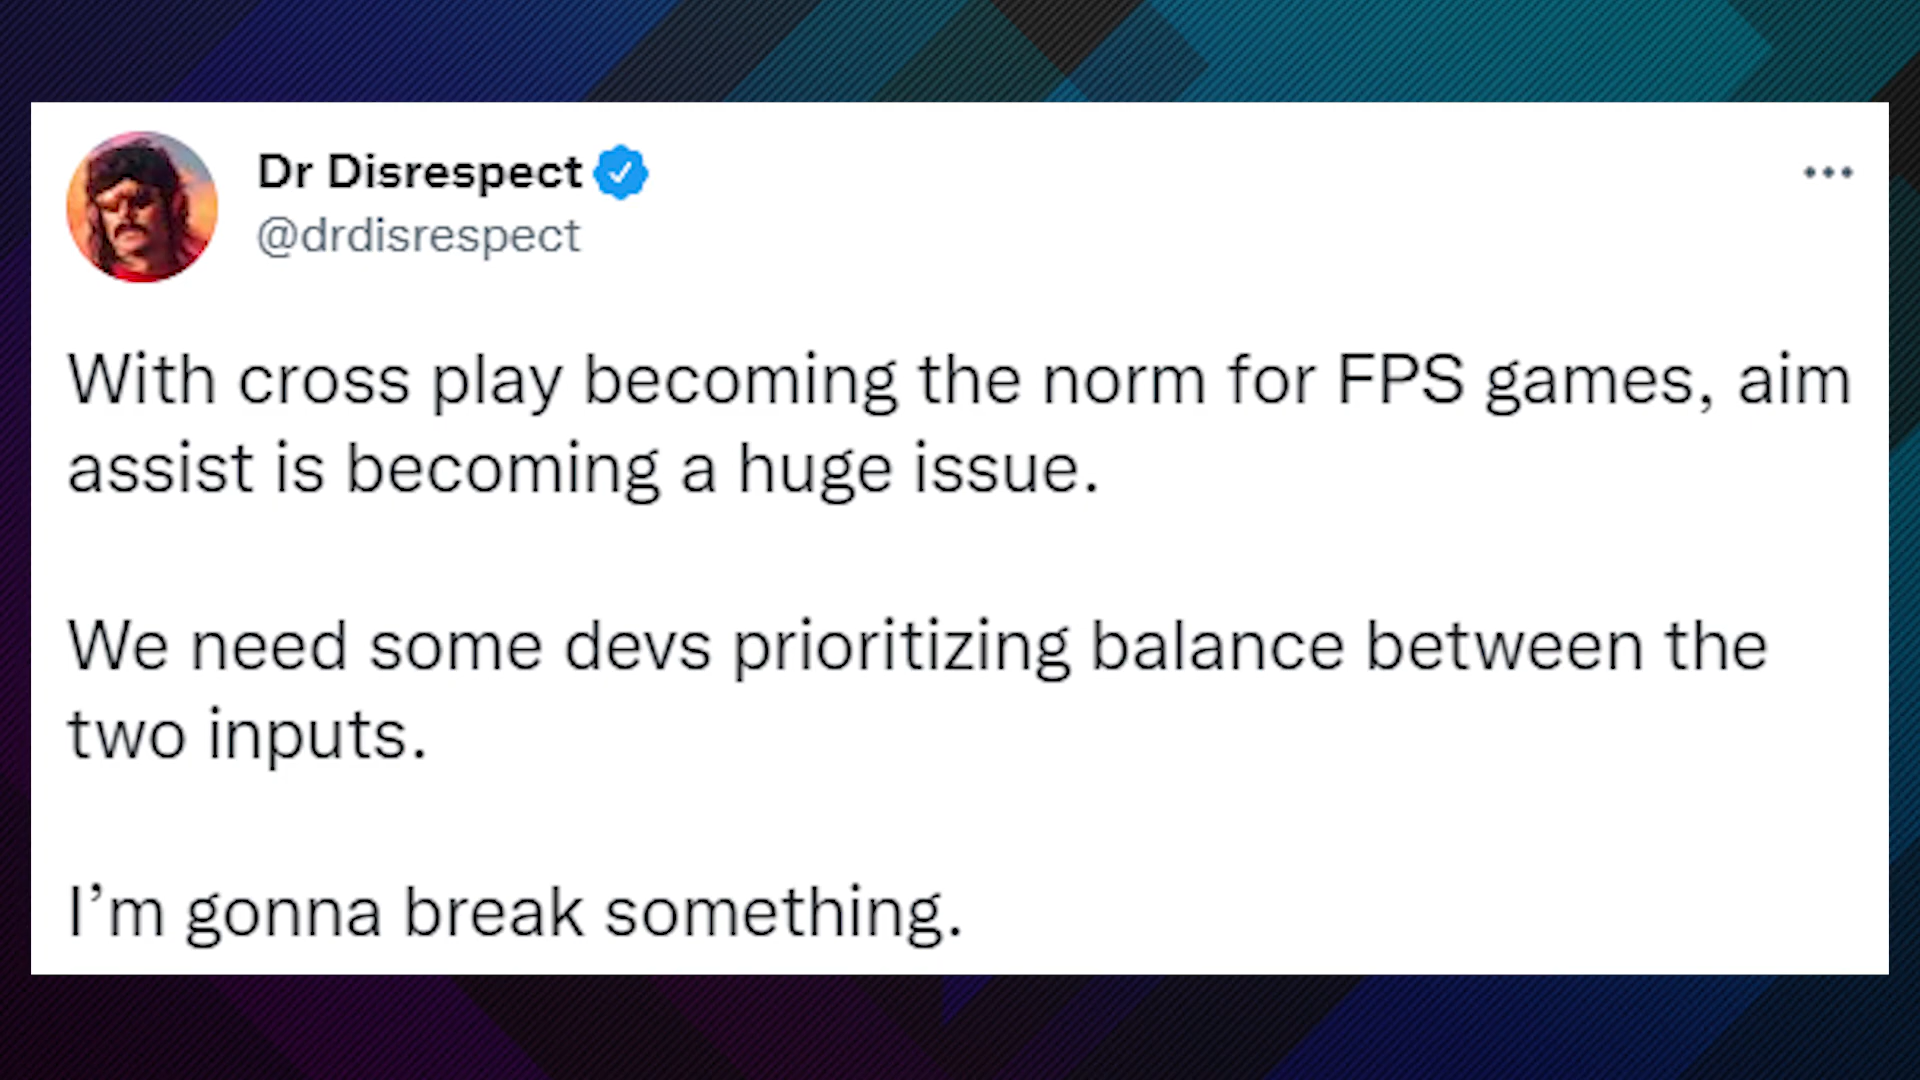 Dr Disrespect
@drdisrespect
With cross play becoming the norm for FPS games, aim
assist is becoming a huge issue.
We need some devs prioritizing balance between the
two inputs.
I’m gonna break something.